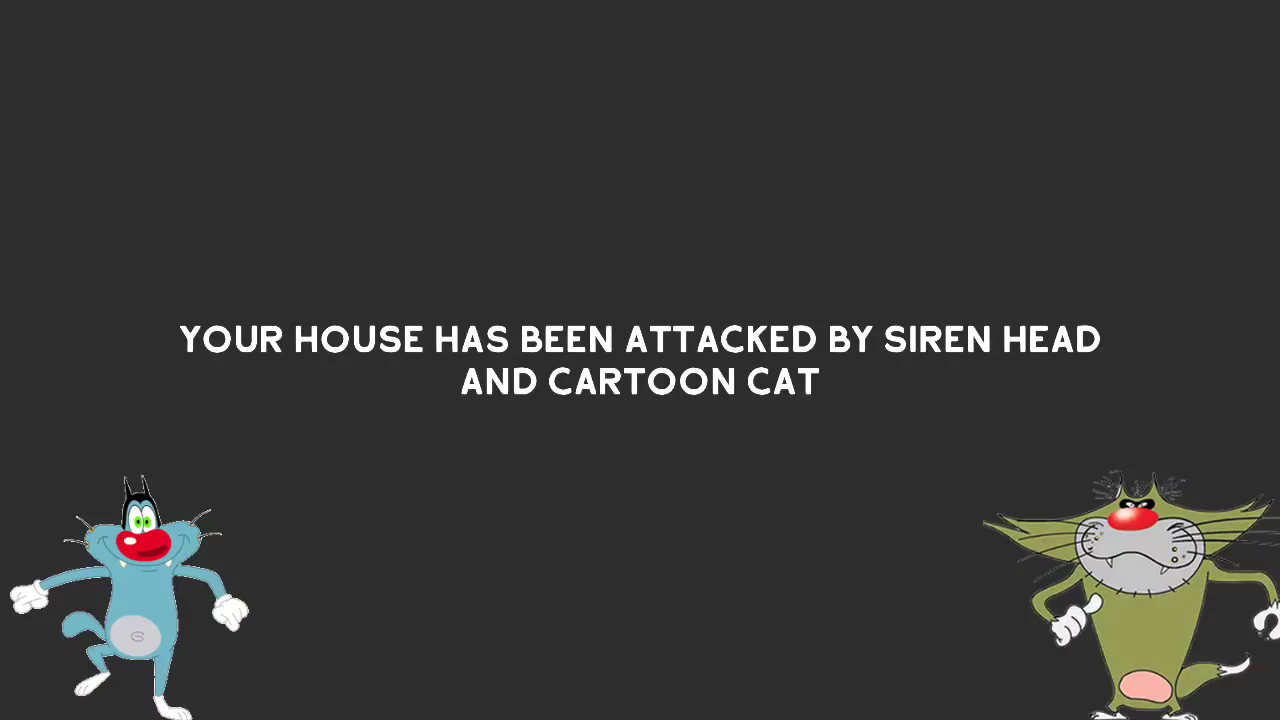 YOUR HOUSE HAS BEEN ATTACKED BY SIREN HEAD
AND CARTOON CAT